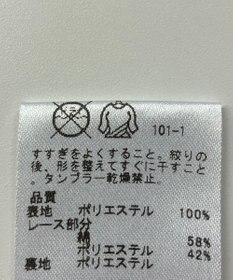 101-1
すすぎをよくすること。絞りの
後、形を整えてすぐに干すこと
。タンブラー乾燥禁止。
品質
表地 ポリエステル 100%
レース部分
綿 58%
ポリエステル 42%
裏地 ポリエステル